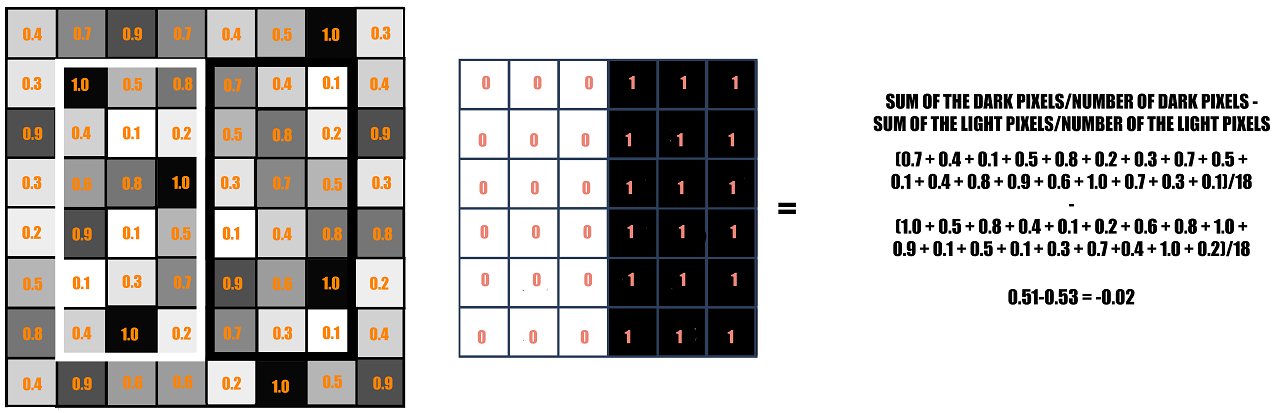 0.4 0.7 0.9 0.7 0.4 0.5 1.0 0.3
0.3 1.0 0.5 0.8 0.7 0.4 0.1 0.4
0.9 0.4 0.1 0.2 0.5 0.8 0.2 0.9
0.3 0.6 0.8 1.0 0.3 0.7 0.5 0.3
0.2 0.9 0.1 0.5 0.1 0.4 0.8 0.8
0.5 0.1 0.3 0.7 0.9 0.6 1.0 0.2
0.8 0.4 1.0 0.2 0.7 0.3 0.1 0.4
0.4 0.9 0.2 1.0 0.5 0.9
0 0 0 1 1 1
0 0 0 1 1 1
0 0 0 1 1 1
0 0 0 1 1 1
0 0 0 1 1 1
0 0 0 1 1 1
=
SUM OF THE DARK PIXELS/NUMBER OF DARK PIXELS -
SUM OF THE LIGHT PIXELS/NUMBER OF THE LIGHT PIXELS
(0.7 + 0.4 + 0.1 + 0.5 + 0.8 + 0.2 + 0.3 + 0.7 + 0.5 +
0.1 + 0.4 + 0.8 + 0.9 + 0.6 + 1.0 + 0.7 + 0.3 + 0.1)/18
-
(1.0 + 0.5 + 0.8 + 0.4 + 0.1 + 0.2 + 0.6 + 0.8 + 1.0 +
0.9 + 0.1 + 0.5 + 0.1 + 0.3 + 0.7 +0.4 + 1.0 + 0.2)/18
0.51-0.53 = -0.02